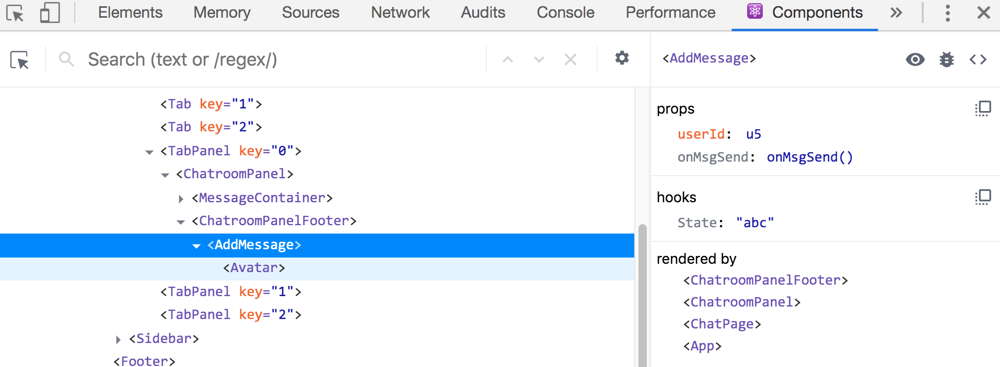 Elements Memory Sources Network Audits Console Performance Components
Search (text or /regex/)
<Tab key="1">
<Tab key="2">
<TabPanel key="0">
<ChatroomPanel>
<MessageContainer>
<ChatroomPanelFooter>
<AddMessage>
<Avatar>
<TabPanel key="1">
<TabPanel key="2">
<Sidebar>
<Footer>
<AddMessage>
props
userId: u5
onMsgSend: onMsgSend()
hooks
State: "abc"
rendered by
<ChatroomPanelFooter>
<ChatroomPanel>
<ChatPage>
<App>